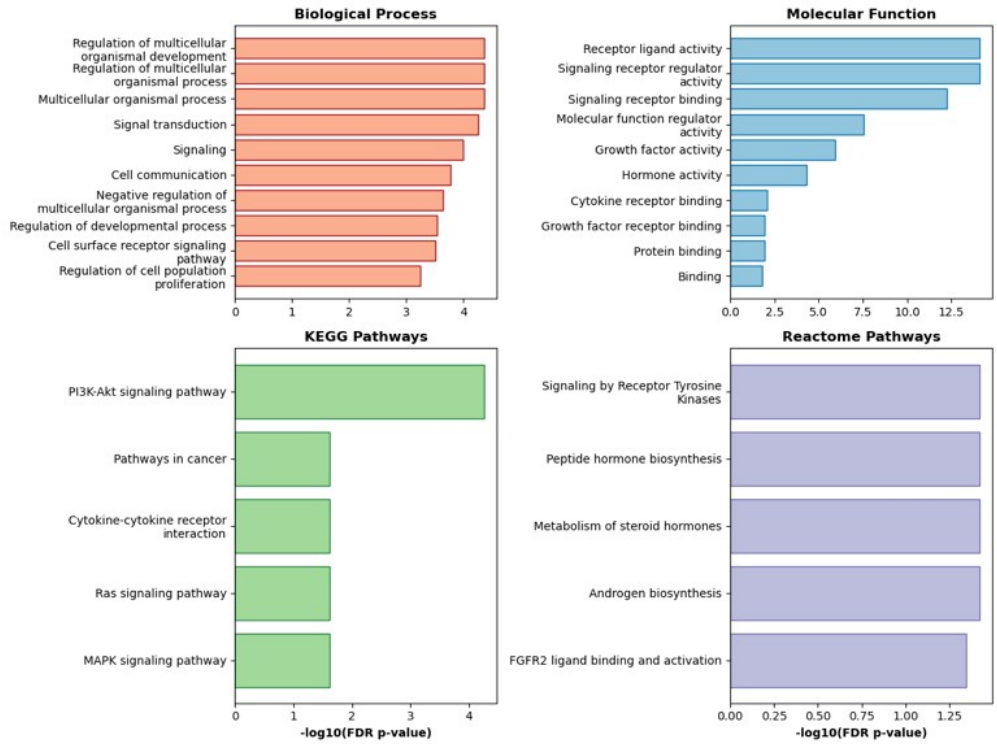 Biological Process
Regulation of multicellular
organismal development
Regulation of multicellular
organismal process
Multicellular organismal process
Signal transduction
Signaling
Cell communication
Negative regulation of
multicellular organismal process
Regulation of developmental process
Cell surface receptor signaling
pathway
Regulation of cell population
proliferation
0 1 2 3 4
Molecular Function
Receptor ligand activity
Signaling receptor regulator
activity
Signaling receptor binding
Molecular function regulator
activity
Growth factor activity
Hormone activity
Cytokine receptor binding
Growth factor receptor binding
Protein binding
Binding
0.0 2.5 5.0 7.5 10.0 12.5
KEGG Pathways
PI3K-Akt signaling pathway
Pathways in cancer
Cytokine-cytokine receptor
interaction
Ras signaling pathway
MAPK signaling pathway
0 1 2 3 4
-log10(FDR p-value)
Reactome Pathways
Signaling by Receptor Tyrosine
Kinases
Peptide hormone biosynthesis
Metabolism of steroid hormones
Androgen biosynthesis
FGFR2 ligand binding and activation
0.00 0.25 0.50 0.75 1.00 1.25
-log10(FDR p-value)